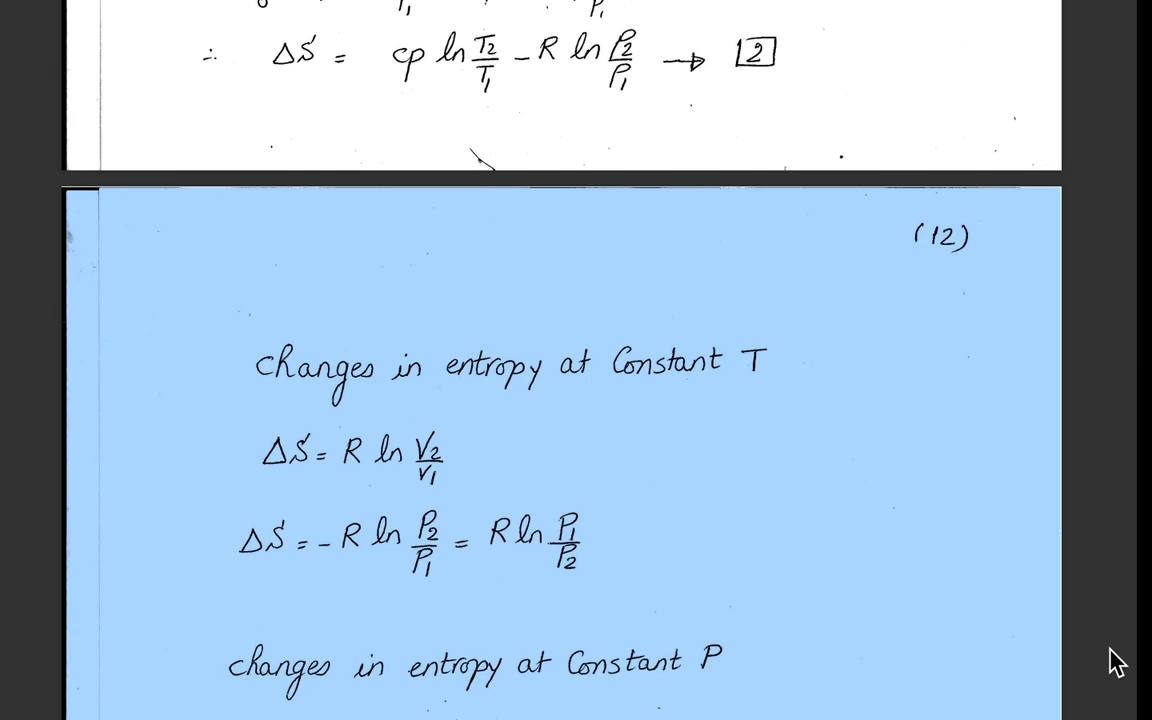 ∴ ΔS = cp ln T2/T1 - R ln P2/P1 → 2
(12)
changes in entropy at Constant T
ΔS = R ln V2/V1
ΔS = - R ln P2/P1 = R ln P1/P2
changes in entropy at Constant P